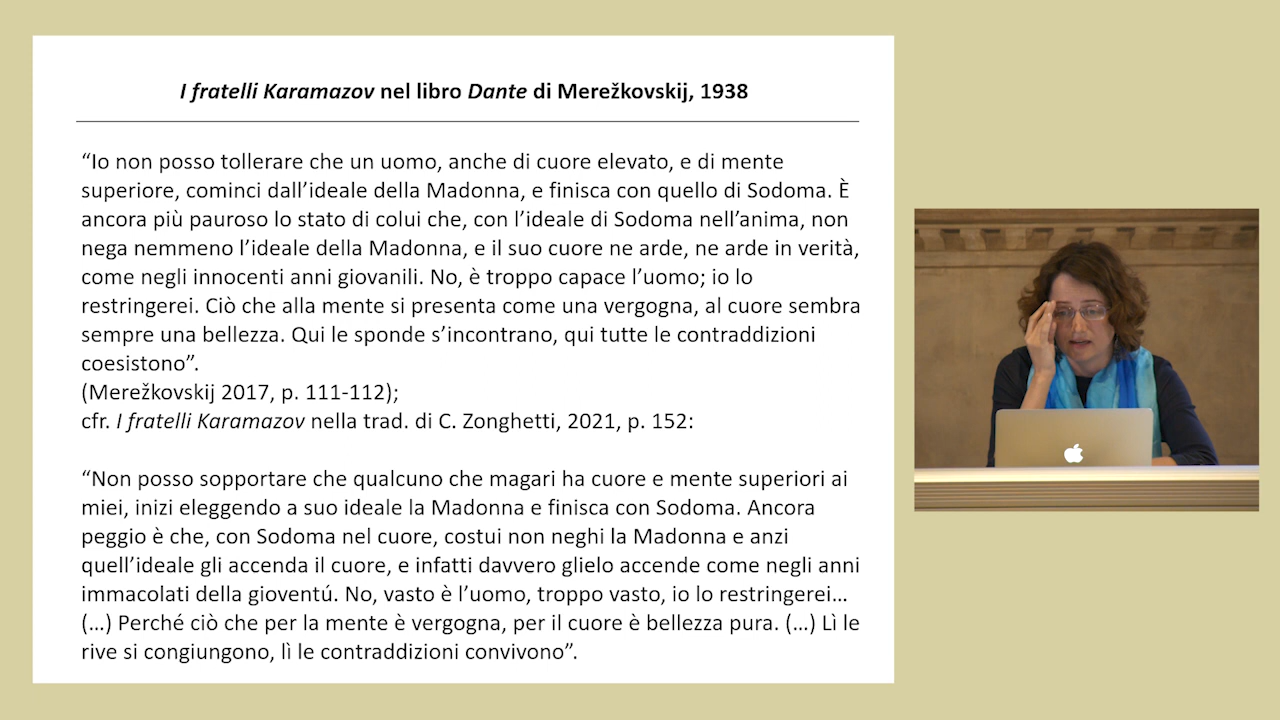 I fratelli Karamazov nel libro Dante di Merežkovskij, 1938
“Io non posso tollerare che un uomo, anche di cuore elevato, e di mente
superiore, cominci dall’ideale della Madonna, e finisca con quello di Sodoma. È
ancora più pauroso lo stato di colui che, con l’ideale di Sodoma nell’anima, non
nega nemmeno l’ideale della Madonna, e il suo cuore ne arde, ne arde in verità,
come negli innocenti anni giovanili. No, è troppo capace l’uomo; io lo
restringerei. Ciò che alla mente si presenta come una vergogna, al cuore sembra
sempre una bellezza. Qui le sponde s’incontrano, qui tutte le contraddizioni
coesistono”.
(Merežkovskij 2017, p. 111-112);
cfr. I fratelli Karamazov nella trad. di C. Zonghetti, 2021, p. 152:
“Non posso sopportare che qualcuno che magari ha cuore e mente superiori ai
miei, inizi eleggendo a suo ideale la Madonna e finisca con Sodoma. Ancora
peggio è che, con Sodoma nel cuore, costui non neghi la Madonna e anzi
quell’ideale gli accenda il cuore, e infatti davvero glielo accende come negli anni
immacolati della gioventú. No, vasto è l’uomo, troppo vasto, io lo restringerei…
(…) Perché ciò che per la mente è vergogna, per il cuore è bellezza pura. (…) Lì le
rive si congiungono, lì le contraddizioni convivono”.